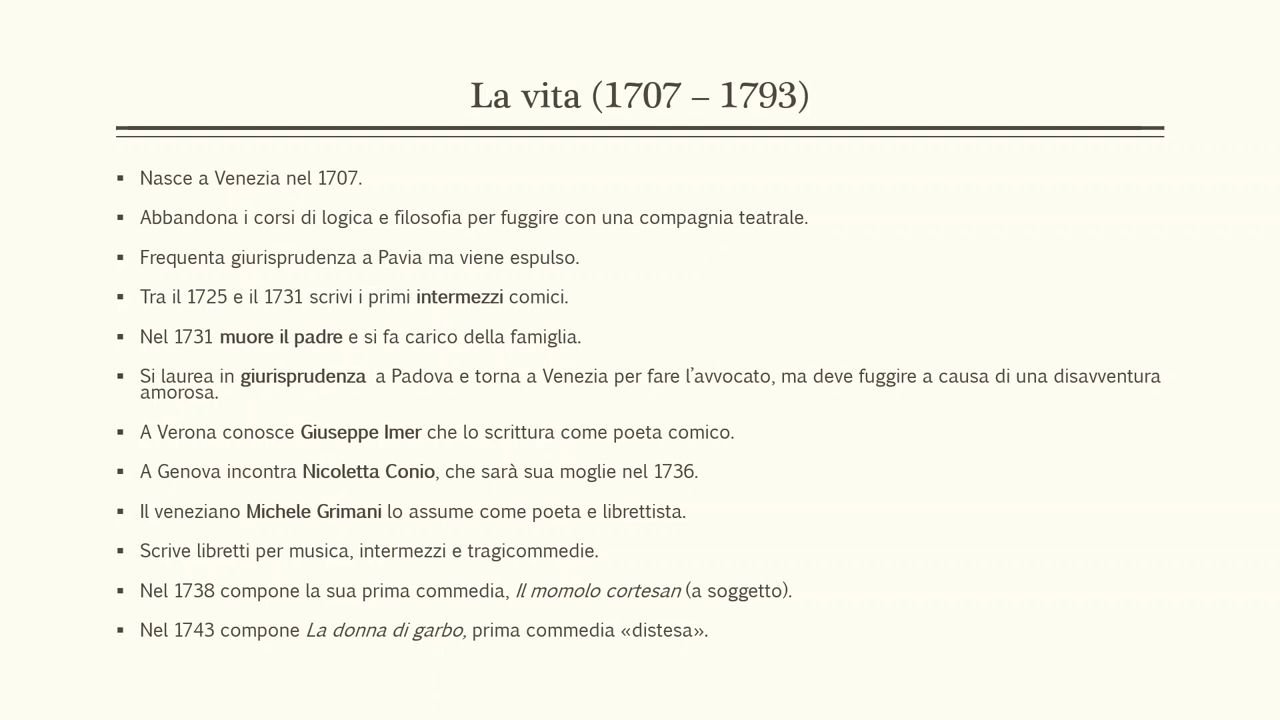 La vita (1707 – 1793)
▪ Nasce a Venezia nel 1707.
▪ Abbandona i corsi di logica e filosofia per fuggire con una compagnia teatrale.
▪ Frequenta giurisprudenza a Pavia ma viene espulso.
▪ Tra il 1725 e il 1731 scrivi i primi intermezzi comici.
▪ Nel 1731 muore il padre e si fa carico della famiglia.
▪ Si laurea in giurisprudenza a Padova e torna a Venezia per fare l’avvocato, ma deve fuggire a causa di una disavventura
amorosa.
▪ A Verona conosce Giuseppe Imer che lo scrittura come poeta comico.
▪ A Genova incontra Nicoletta Conio, che sarà sua moglie nel 1736.
▪ Il veneziano Michele Grimani lo assume come poeta e librettista.
▪ Scrive libretti per musica, intermezzi e tragicommedie.
▪ Nel 1738 compone la sua prima commedia, Il momolo cortesan (a soggetto).
▪ Nel 1743 compone La donna di garbo, prima commedia «distesa».